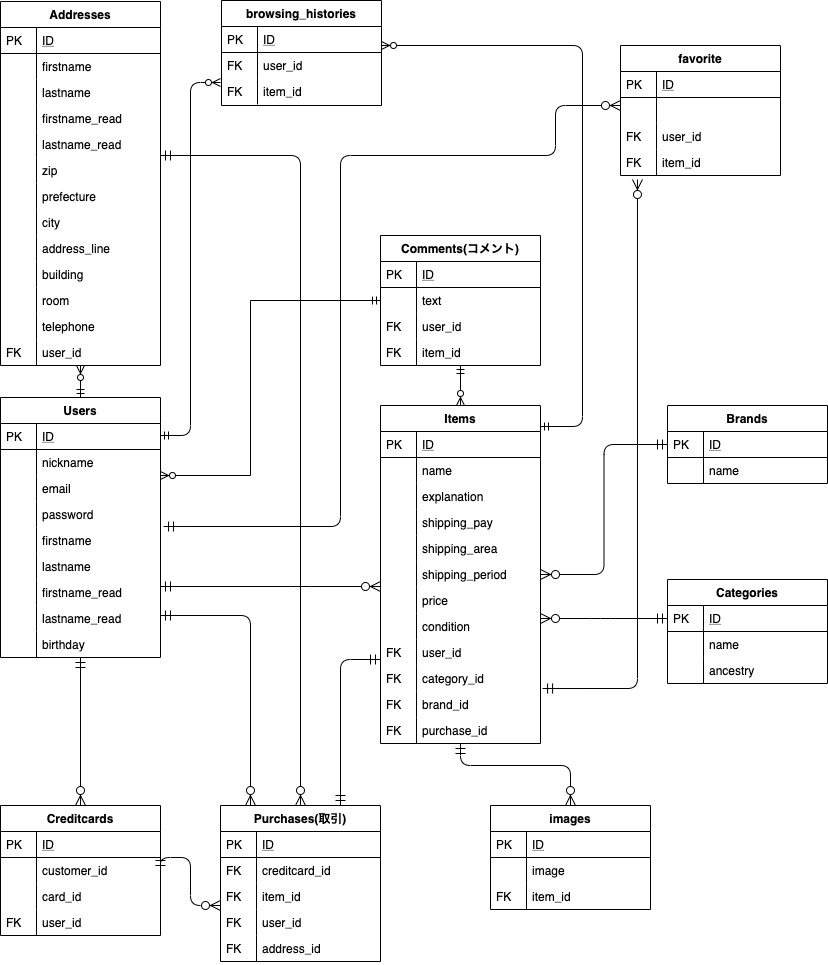 Addresses
PK ID
firstname
lastname
firstname_read
lastname_read
zip
prefecture
city
address_line
building
room
telephone
FK user_id
browsing_histories
PK ID
FK user_id
FK item_id
favorite
PK ID
FK user_id
FK item_id
Comments(コメント)
PK ID
text
FK user_id
FK item_id
Users
PK ID
nickname
email
password
firstname
lastname
firstname_read
lastname_read
birthday
Items
PK ID
name
explanation
shipping_pay
shipping_area
shipping_period
price
condition
FK user_id
FK category_id
FK brand_id
FK purchase_id
Brands
PK ID
name
Categories
PK ID
name
ancestry
Creditcards
PK ID
customer_id
card_id
FK user_id
Purchases(取引)
PK ID
FK creditcard_id
FK item_id
FK user_id
FK address_id
images
PK ID
image
FK item_id